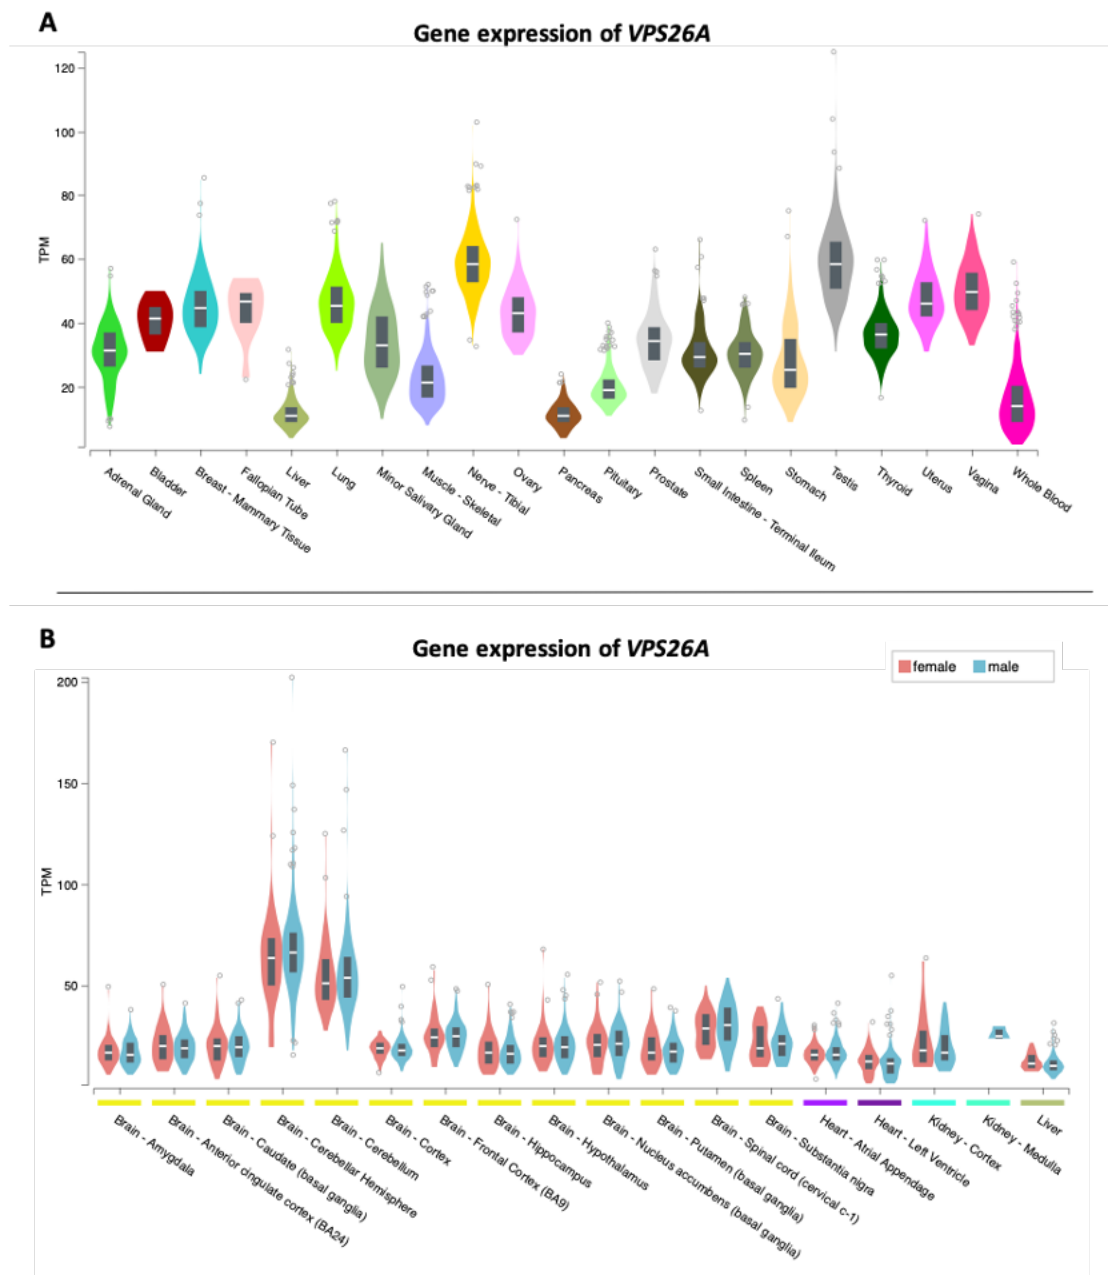 A
Gene expression of VPS26A
TPM
120
100
80
60
40
20
Adrenal Gland
Bladder
Breast - Mammary Tissue
Fallopian Tube
Liver
Lung
Minor Salivary Gland
Muscle - Skeletal
Nerve - Tibial
Ovary
Pancreas
Pituitary
Prostate
Small Intestine - Terminal Ileum
Spleen
Stomach
Testis
Thyroid
Uterus
Vagina
Whole Blood
B
Gene expression of VPS26A
female
male
TPM
200
150
100
50
Brain - Amygdala
Brain - Anterior cingulate cortex (BA24)
Brain - Caudate (basal ganglia)
Brain - Cerebellar Hemisphere
Brain - Cerebellum
Brain - Cortex
Brain - Frontal Cortex (BA9)
Brain - Hippocampus
Brain - Hypothalamus
Brain - Nucleus accumbens (basal ganglia)
Brain - Putamen (basal ganglia)
Brain - Spinal cord (cervical c-1)
Brain - Substantia nigra
Heart - Atrial Appendage
Heart - Left Ventricle
Kidney - Cortex
Kidney - Medulla
Liver